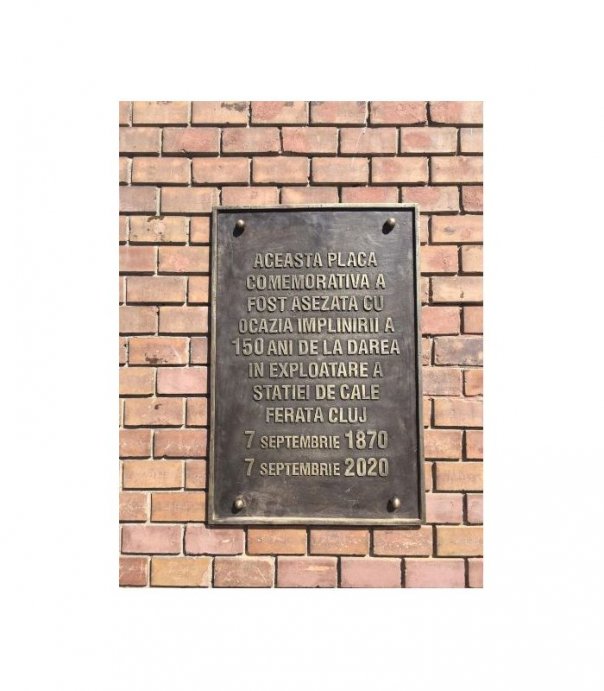 ACEASTA PLACA
COMEMORATIVA A
FOST ASEZATA CU
OCAZIA IMPLINIRII A
150 ANI DE LA DAREA
IN EXPLOATARE A
STATIEI DE CALE
FERATA CLUJ
7 SEPTEMBRIE 1870
7 SEPTEMBRIE 2020